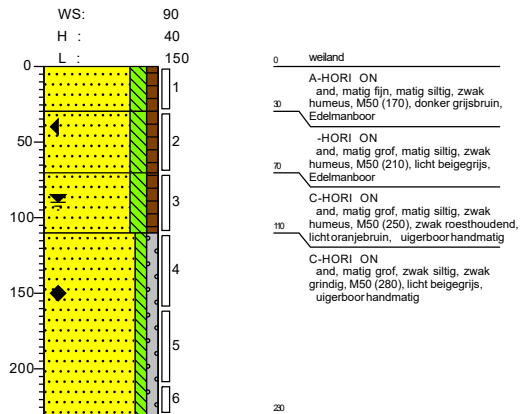 WS: 90
H : 40
L : 150
0
50
100
150
200
1
2
3
4
5
6
0 weiland
A-HORI ON
and, matig fijn, matig siltig, zwak
humeus, M50 (170), donker grijsbruin,
Edelmanboor
30
-HORI ON
and, matig grof, matig siltig, zwak
humeus, M50 (210), licht beigegrijs,
Edelmanboor
70
C-HORI ON
and, matig grof, matig siltig, zwak
humeus, M50 (250), zwak roesthoudend,
licht oranjebruin, uigerboor handmatig
110
C-HORI ON
and, matig grof, zwak siltig, zwak
grindig, M50 (280), licht beigegrijs,
uigerboor handmatig
230